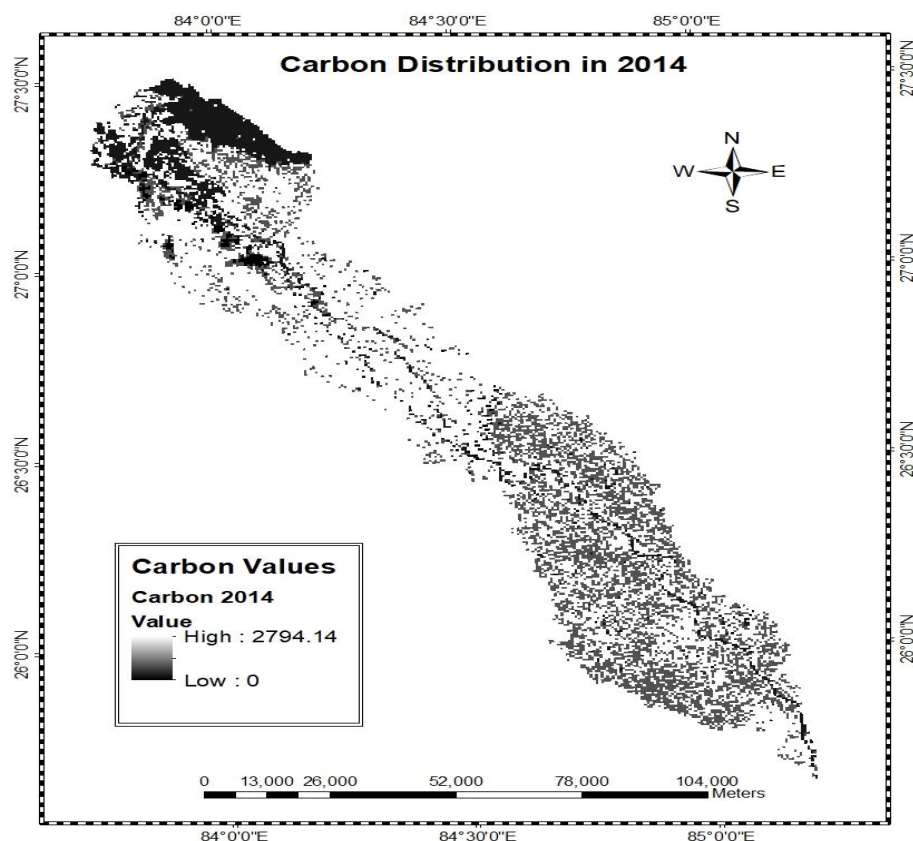 84°0'0"E 84°30'0"E 85°0'0"E
Carbon Distribution in 2014
27°30'0"N 27°30'0"N
N
W E
S
27°0'0"N 27°0'0"N
26°30'0"N 26°30'0"N
Carbon Values
Carbon 2014
Value
High : 2794.14
Low : 0
26°0'0"N 26°0'0"N
0 13,000 26,000 52,000 78,000 104,000
Meters
84°0'0"E 84°30'0"E 85°0'0"E